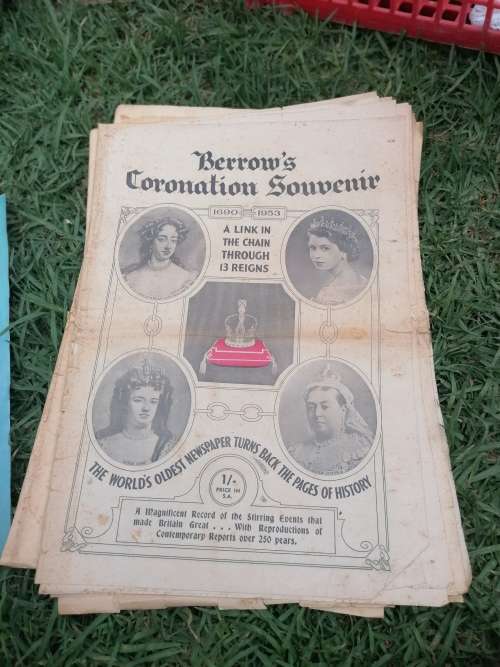 Berrow's
Coronation Souvenir
1690 1953
A LINK IN
THE CHAIN
THROUGH
13 REIGNS
THE WORLD'S OLDEST NEWSPAPER TURNS BACK THE PAGES OF HISTORY
1/-
PRICE IN
S.A.
A Magnificent Record of the Stirring Events that
made Britain Great . . . With Reproductions of
Contemporary Reports over 250 years.